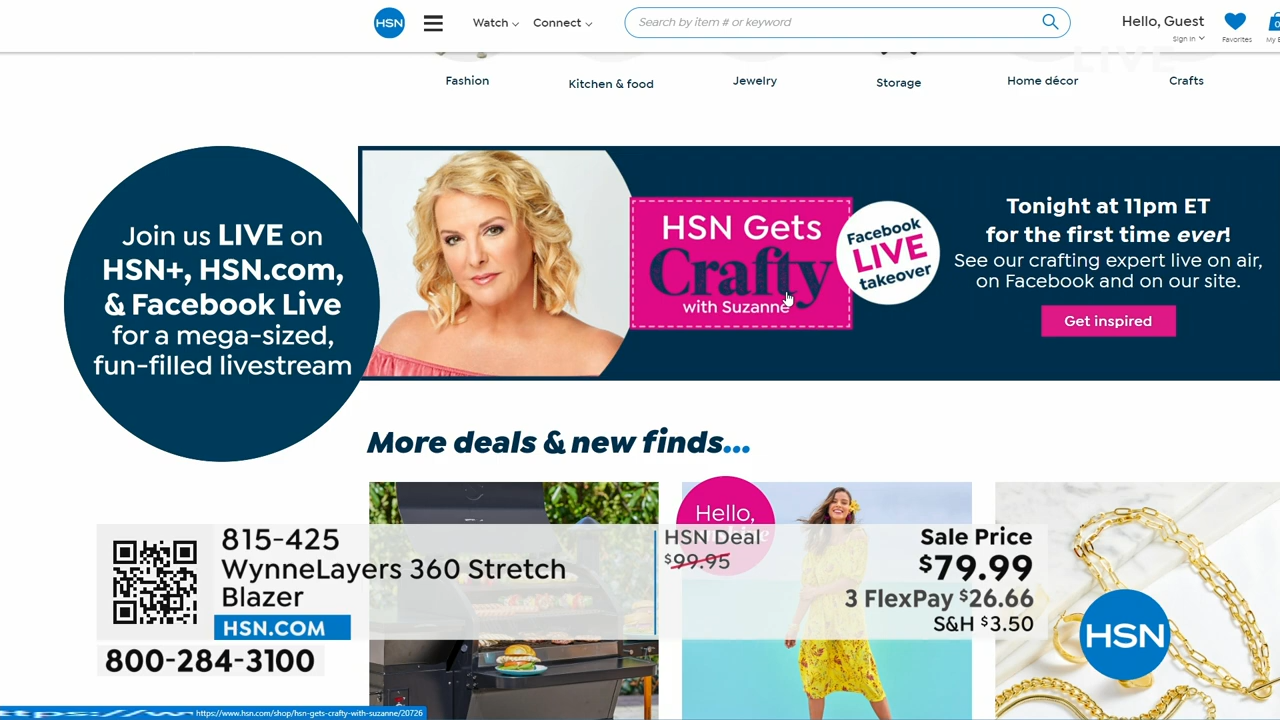 HSN
Watch
Connect
Search by item # or keyword
Hello, Guest
Sign In
Favorites
LIVE
Fashion
Kitchen & food
Jewelry
Storage
Home décor
Crafts
Join us LIVE on
HSN+, HSN.com,
& Facebook Live
for a mega-sized,
fun-filled livestream
HSN Gets
Crafty
with Suzanne
Facebook
LIVE
takeover
Tonight at 11pm ET
for the first time ever!
See our crafting expert live on air,
on Facebook and on our site.
Get inspired
More deals & new finds...
Hello,
815-425
WynneLayers 360 Stretch
Blazer
HSN.COM
800-284-3100
HSN Deal
$99.95
Sale Price
$79.99
3 FlexPay $26.66
S&H $3.50
HSN
https://www.hsn.com/shop/hsn-gets-crafty-with-suzanne/20726